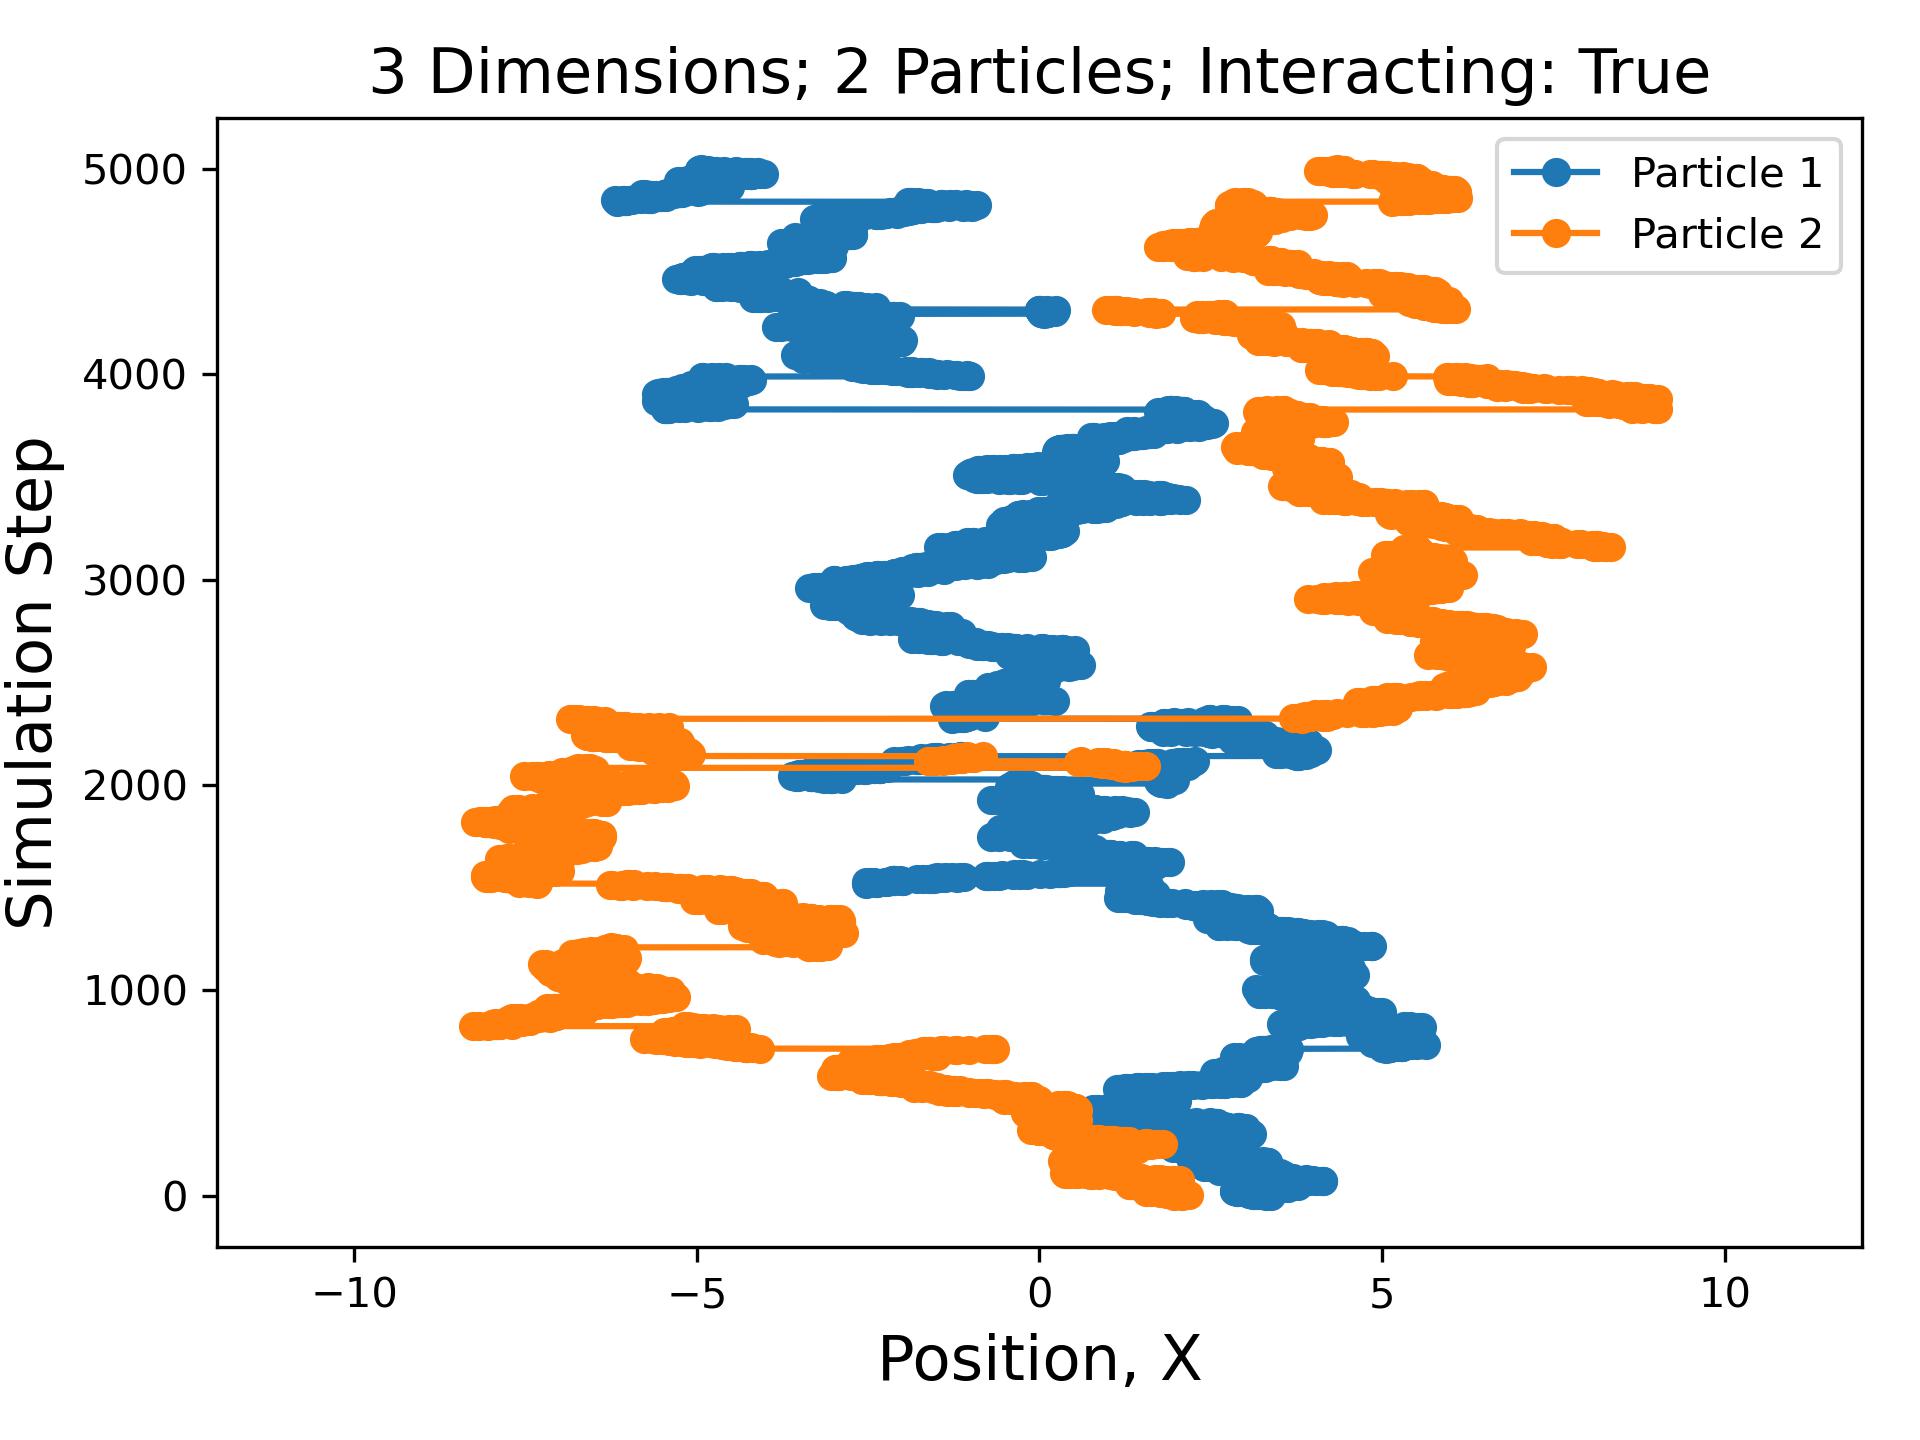 3 Dimensions; 2 Particles; Interacting: True
Particle 1
Particle 2
Simulation Step
5000
4000
3000
2000
1000
0
−10
−5
0
5
10
Position, X